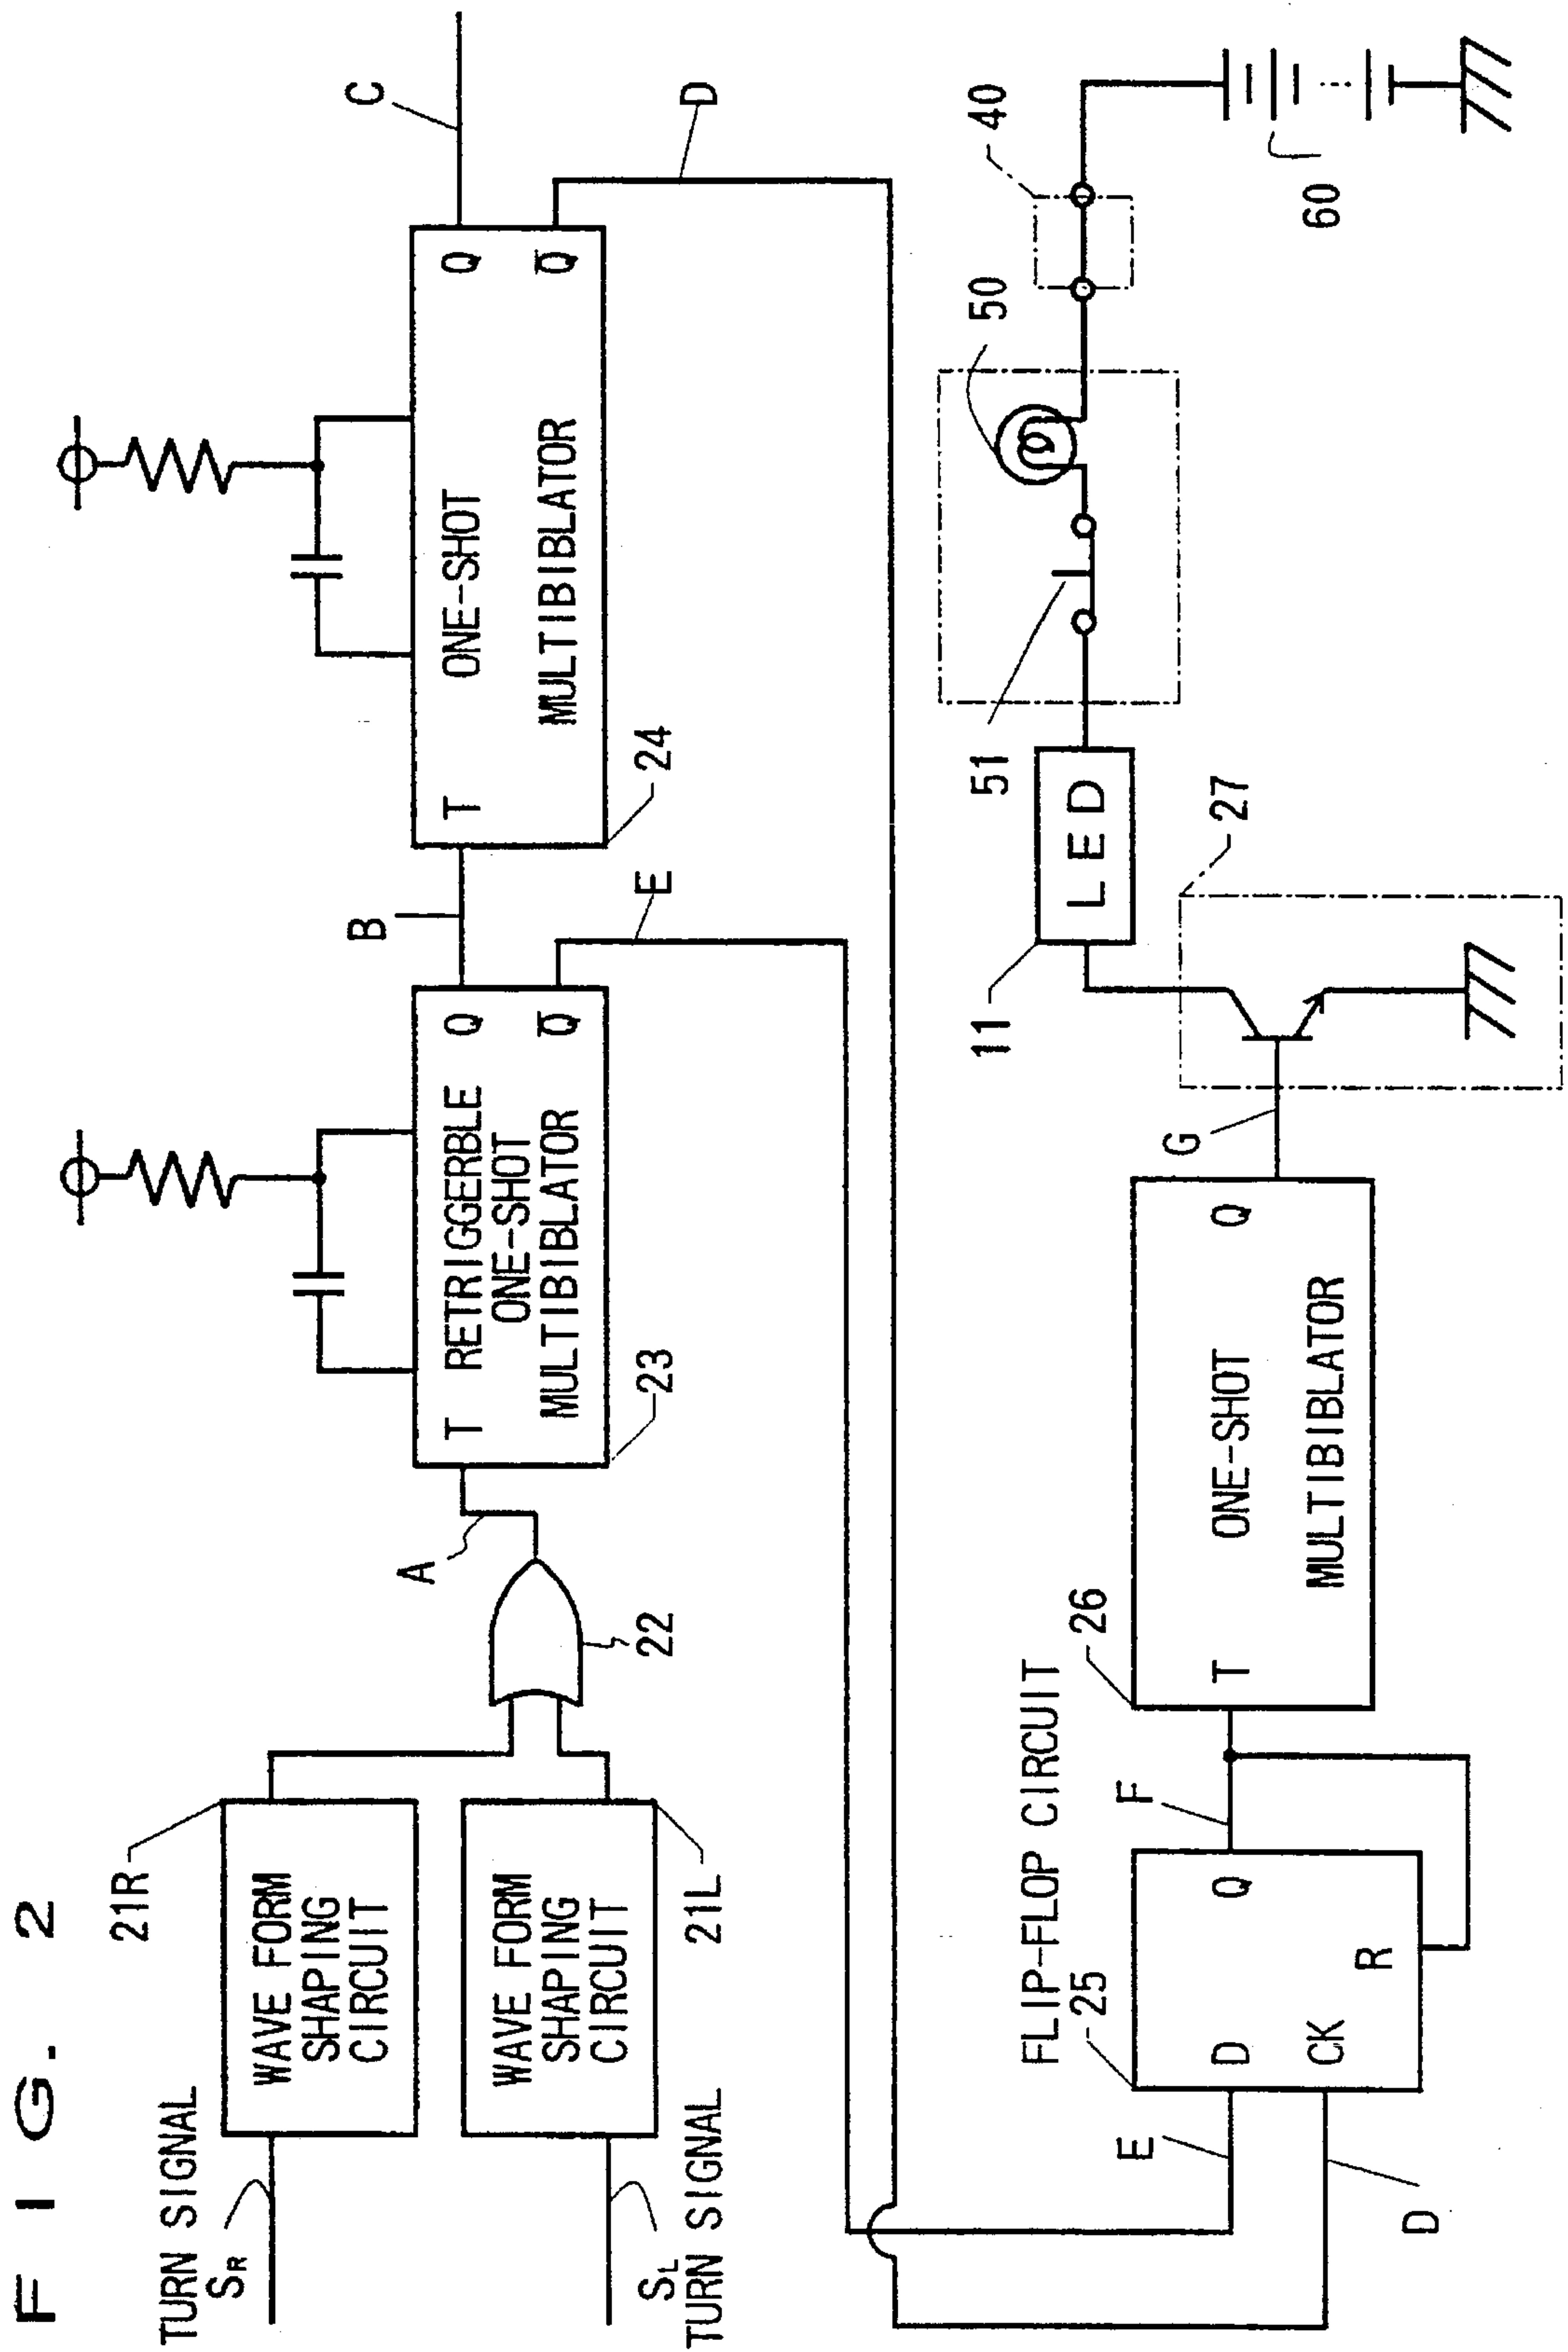 FIG. 2
TURN SIGNAL
SR
21R
WAVE FORM
SHAPING
CIRCUIT
WAVE FORM
SHAPING
CIRCUIT
21L
SL
TURN SIGNAL
22
A
T
RETRIGGERBLE
ONE-SHOT
MULTIBIBLATOR
Q
Q̅
23
B
E
T
ONE-SHOT
MULTIBIBLATOR
Q
Q̅
24
C
D
FLIP-FLOP CIRCUIT
25
E
D
D
CK
Q
R
F
26
T
ONE-SHOT
MULTIBIBLATOR
Q
G
27
11
LED
51
50
40
60